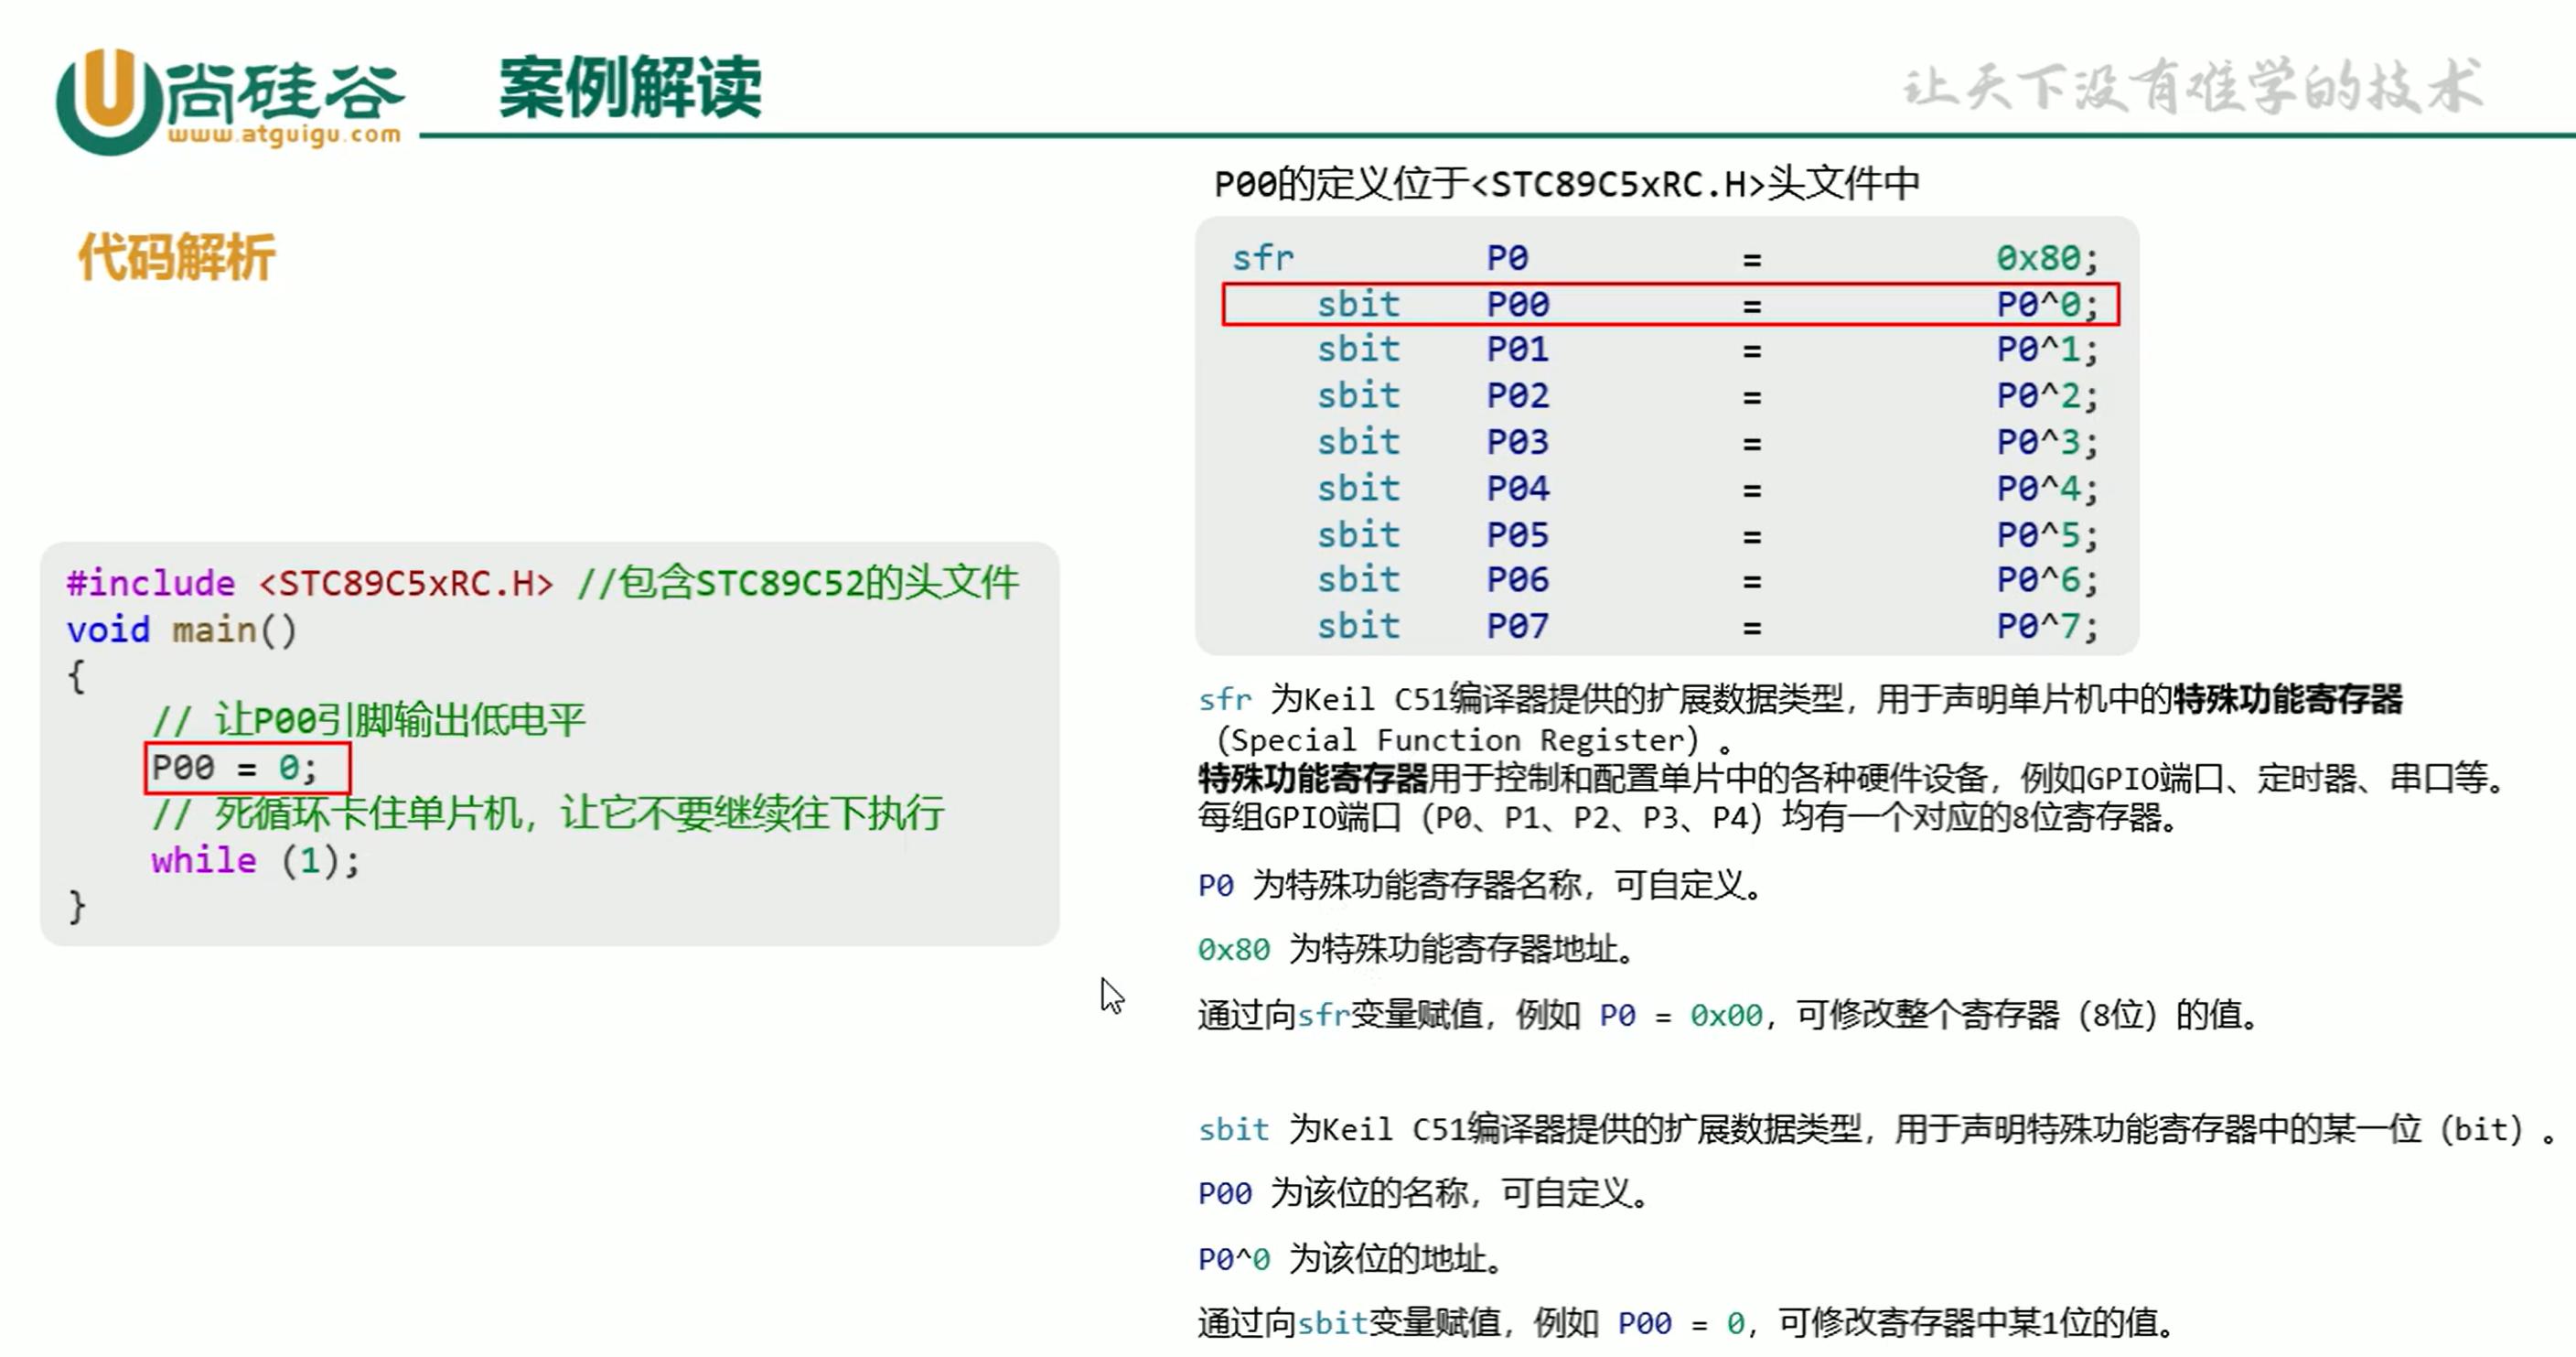 尚硅谷
www.atguigu.com
案例解读
让天下没有难学的技术
代码解析
#include <STC89C5xRC.H> //包含STC89C52的头文件
void main()
{
// 让P00引脚输出低电平
P00 = 0;
// 死循环卡住单片机，让它不要继续往下执行
while (1);
}
P00的定义位于<STC89C5xRC.H>头文件中
sfr P0 = 0x80;
sbit P00 = P0^0;
sbit P01 = P0^1;
sbit P02 = P0^2;
sbit P03 = P0^3;
sbit P04 = P0^4;
sbit P05 = P0^5;
sbit P06 = P0^6;
sbit P07 = P0^7;
sfr 为Keil C51编译器提供的扩展数据类型，用于声明单片机中的特殊功能寄存器
（Special Function Register）。
特殊功能寄存器用于控制和配置单片中的各种硬件设备，例如GPIO端口、定时器、串口等。
每组GPIO端口（P0、P1、P2、P3、P4）均有一个对应的8位寄存器。
P0 为特殊功能寄存器名称，可自定义。
0x80 为特殊功能寄存器地址。
通过向sfr变量赋值，例如 P0 = 0x00，可修改整个寄存器（8位）的值。
sbit 为Keil C51编译器提供的扩展数据类型，用于声明特殊功能寄存器中的某一位（bit）。
P00 为该位的名称，可自定义。
P0^0 为该位的地址。
通过向sbit变量赋值，例如 P00 = 0，可修改寄存器中某1位的值。